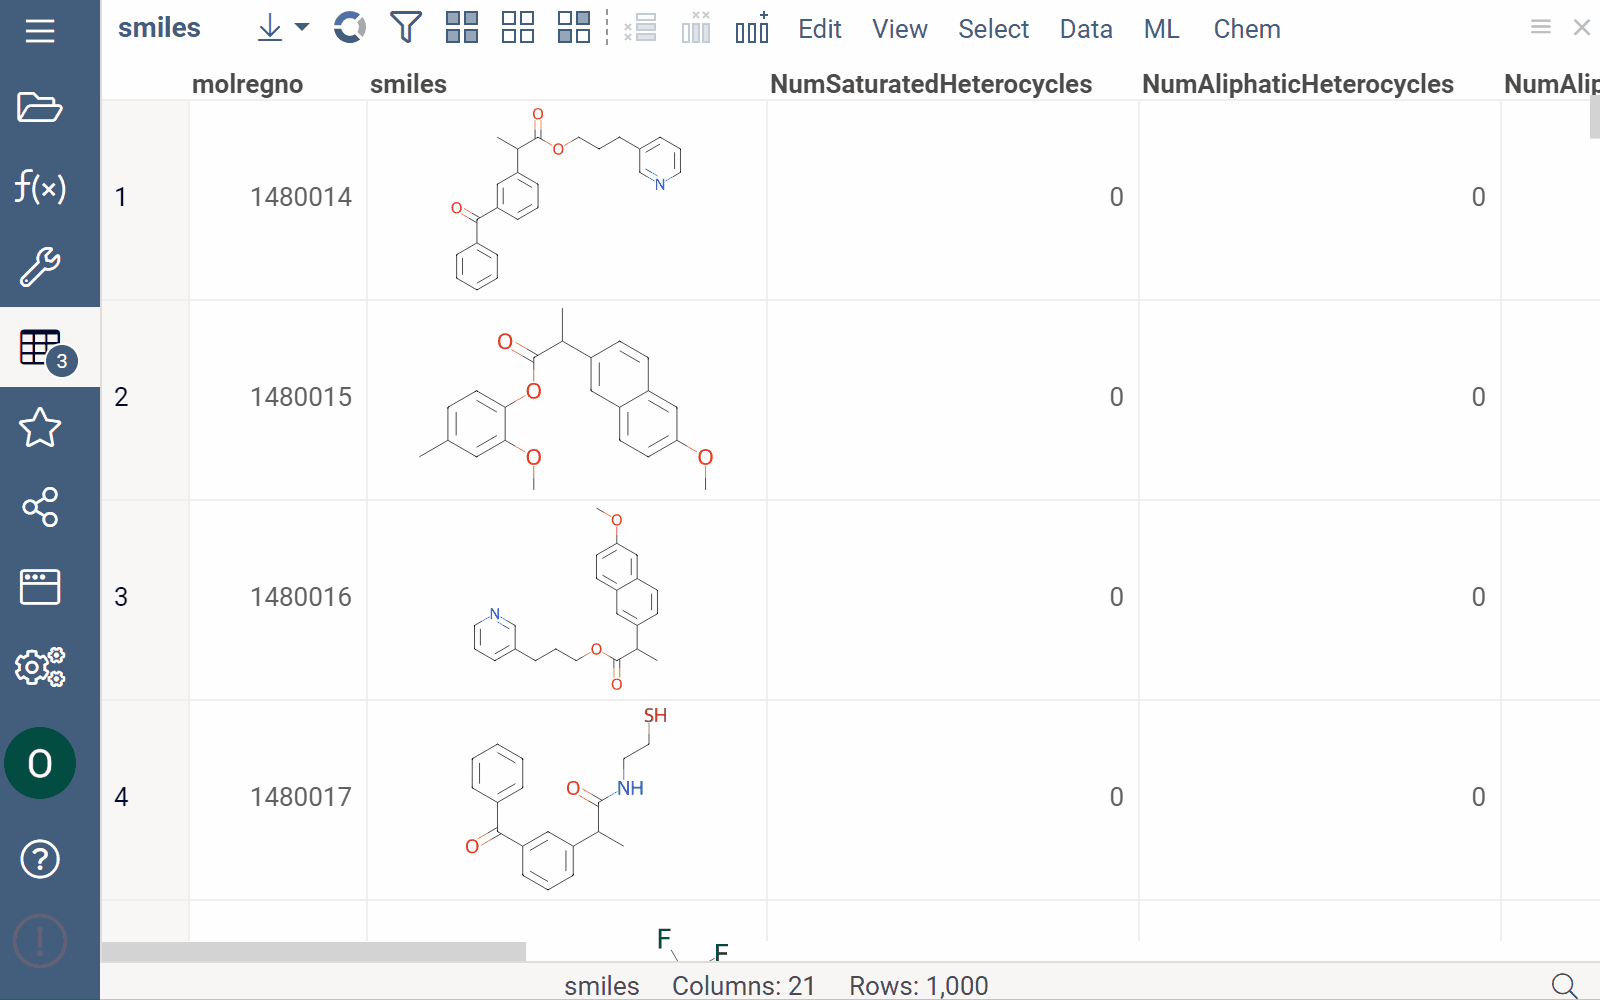 smiles Edit View Select Data ML Chem
molregno smiles NumSaturatedHeterocycles NumAliphaticHeterocycles NumAlip
f(x)
3
O
?
!
1 1480014 0 0
O
O
N
O
2 1480015 0 0
O
O
O
O
3 1480016 0 0
O
N
O
O
4 1480017 0 0
SH
O NH
O
F F
smiles Columns: 21 Rows: 1,000